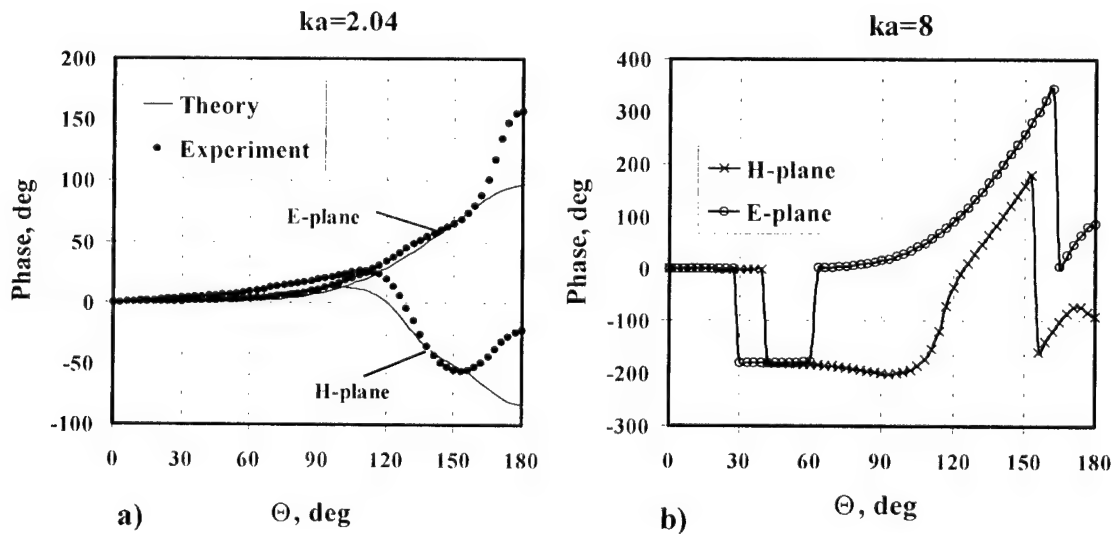 ka=2.04
200
150
100
50
0
-50
-100
Phase, deg
Theory
Experiment
E-plane
H-plane
0 30 60 90 120 150 180
a)
Θ, deg
ka=8
400
300
200
100
0
-100
-200
-300
Phase, deg
H-plane
E-plane
0 30 60 90 120 150 180
b)
Θ, deg